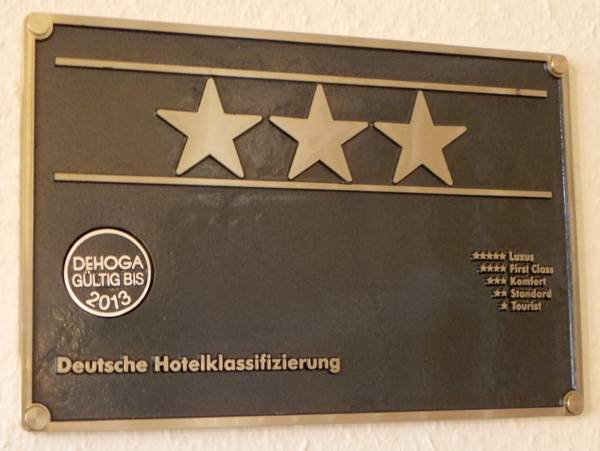 DEHOGA
GÜLTIG BIS
2013
★★★★★ Luxus
★★★★ First Class
★★★ Komfort
★★ Standard
★ Tourist
Deutsche Hotelklassifizierung